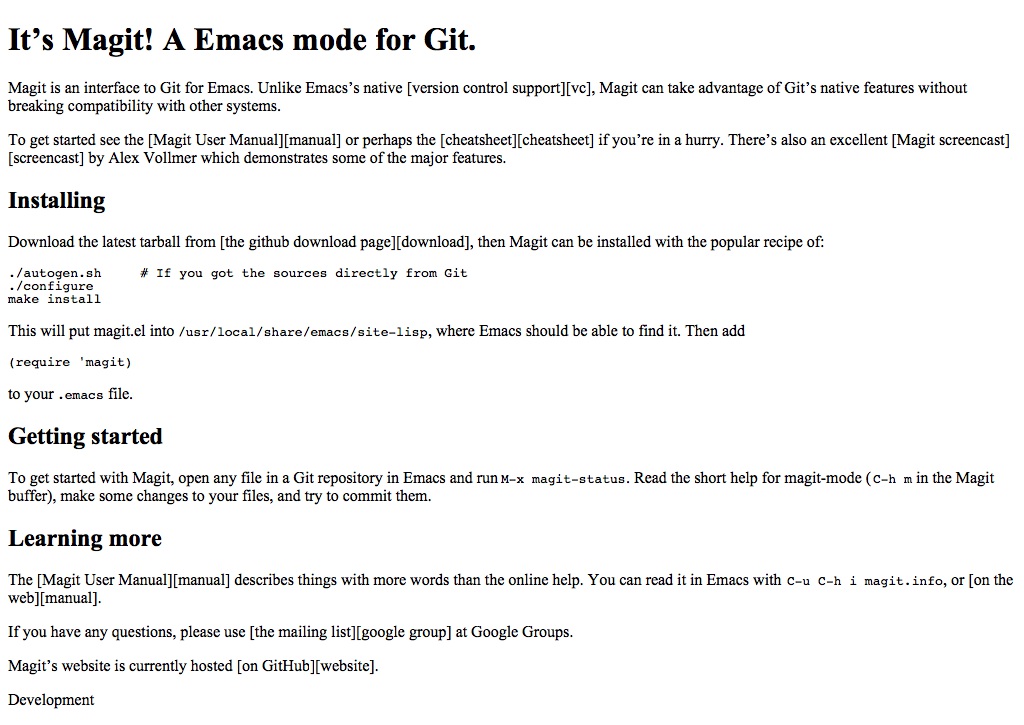 It’s Magit! A Emacs mode for Git.
Magit is an interface to Git for Emacs. Unlike Emacs’s native [version control support][vc], Magit can take advantage of Git’s native features without
breaking compatibility with other systems.
To get started see the [Magit User Manual][manual] or perhaps the [cheatsheet][cheatsheet] if you’re in a hurry. There’s also an excellent [Magit screencast]
[screencast] by Alex Vollmer which demonstrates some of the major features.
Installing
Download the latest tarball from [the github download page][download], then Magit can be installed with the popular recipe of:
./autogen.sh     # If you got the sources directly from Git
./configure
make install
This will put magit.el into /usr/local/share/emacs/site-lisp, where Emacs should be able to find it. Then add
(require 'magit)
to your .emacs file.
Getting started
To get started with Magit, open any file in a Git repository in Emacs and run M-x magit-status. Read the short help for magit-mode (C-h m in the Magit
buffer), make some changes to your files, and try to commit them.
Learning more
The [Magit User Manual][manual] describes things with more words than the online help. You can read it in Emacs with C-u C-h i magit.info, or [on the
web][manual].
If you have any questions, please use [the mailing list][google group] at Google Groups.
Magit’s website is currently hosted [on GitHub][website].
Development